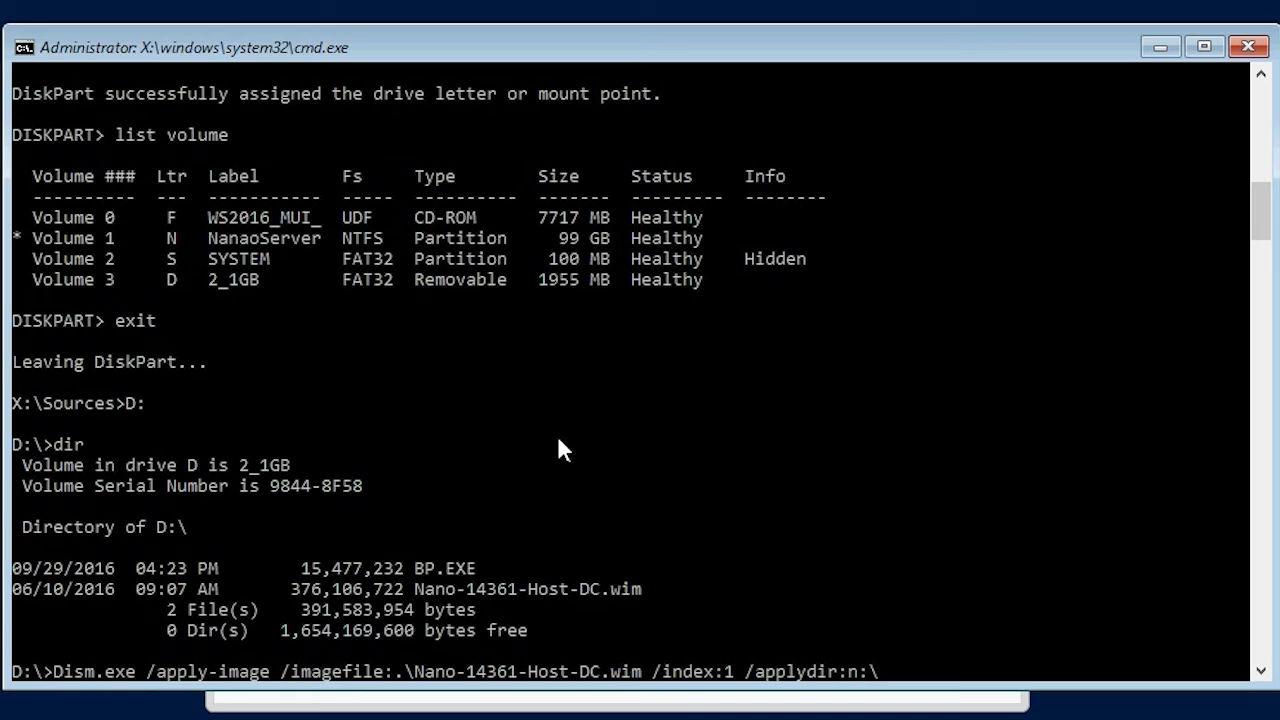 Administrator: X:\windows\system32\cmd.exe
DiskPart successfully assigned the drive letter or mount point.
DISKPART> list volume
Volume ### Ltr Label Fs Type Size Status Info
---------- --- ----------- ----- ---------- ------- --------- --------
Volume 0 F WS2016_MUI_ UDF CD-ROM 7717 MB Healthy
* Volume 1 N NanaoServer NTFS Partition 99 GB Healthy
Volume 2 S SYSTEM FAT32 Partition 100 MB Healthy Hidden
Volume 3 D 2_1GB FAT32 Removable 1955 MB Healthy
DISKPART> exit
Leaving DiskPart...
X:\Sources>D:
D:\>dir
Volume in drive D is 2_1GB
Volume Serial Number is 9844-8F58
Directory of D:\
09/29/2016 04:23 PM 15,477,232 BP.EXE
06/10/2016 09:07 AM 376,106,722 Nano-14361-Host-DC.wim
2 File(s) 391,583,954 bytes
0 Dir(s) 1,654,169,600 bytes free
D:\>Dism.exe /apply-image /imagefile:.\Nano-14361-Host-DC.wim /index:1 /applydir:n:\